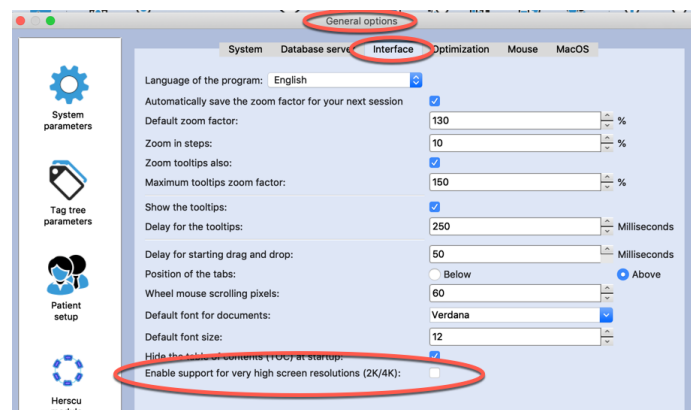 General options
System Database server Interface Optimization Mouse MacOS
System
parameters
Tag tree
parameters
Patient
setup
Herscu
Language of the program: English
Automatically save the zoom factor for your next session
Default zoom factor: 130 %
Zoom in steps: 10 %
Zoom tooltips also:
Maximum tooltips zoom factor: 150 %
Show the tooltips:
Delay for the tooltips: 250 Milliseconds
Delay for starting drag and drop: 50 Milliseconds
Position of the tabs: Below Above
Wheel mouse scrolling pixels: 60
Default font for documents: Verdana
Default font size: 12
Hide the table of contents (TOC) at startup:
Enable support for very high screen resolutions (2K/4K):